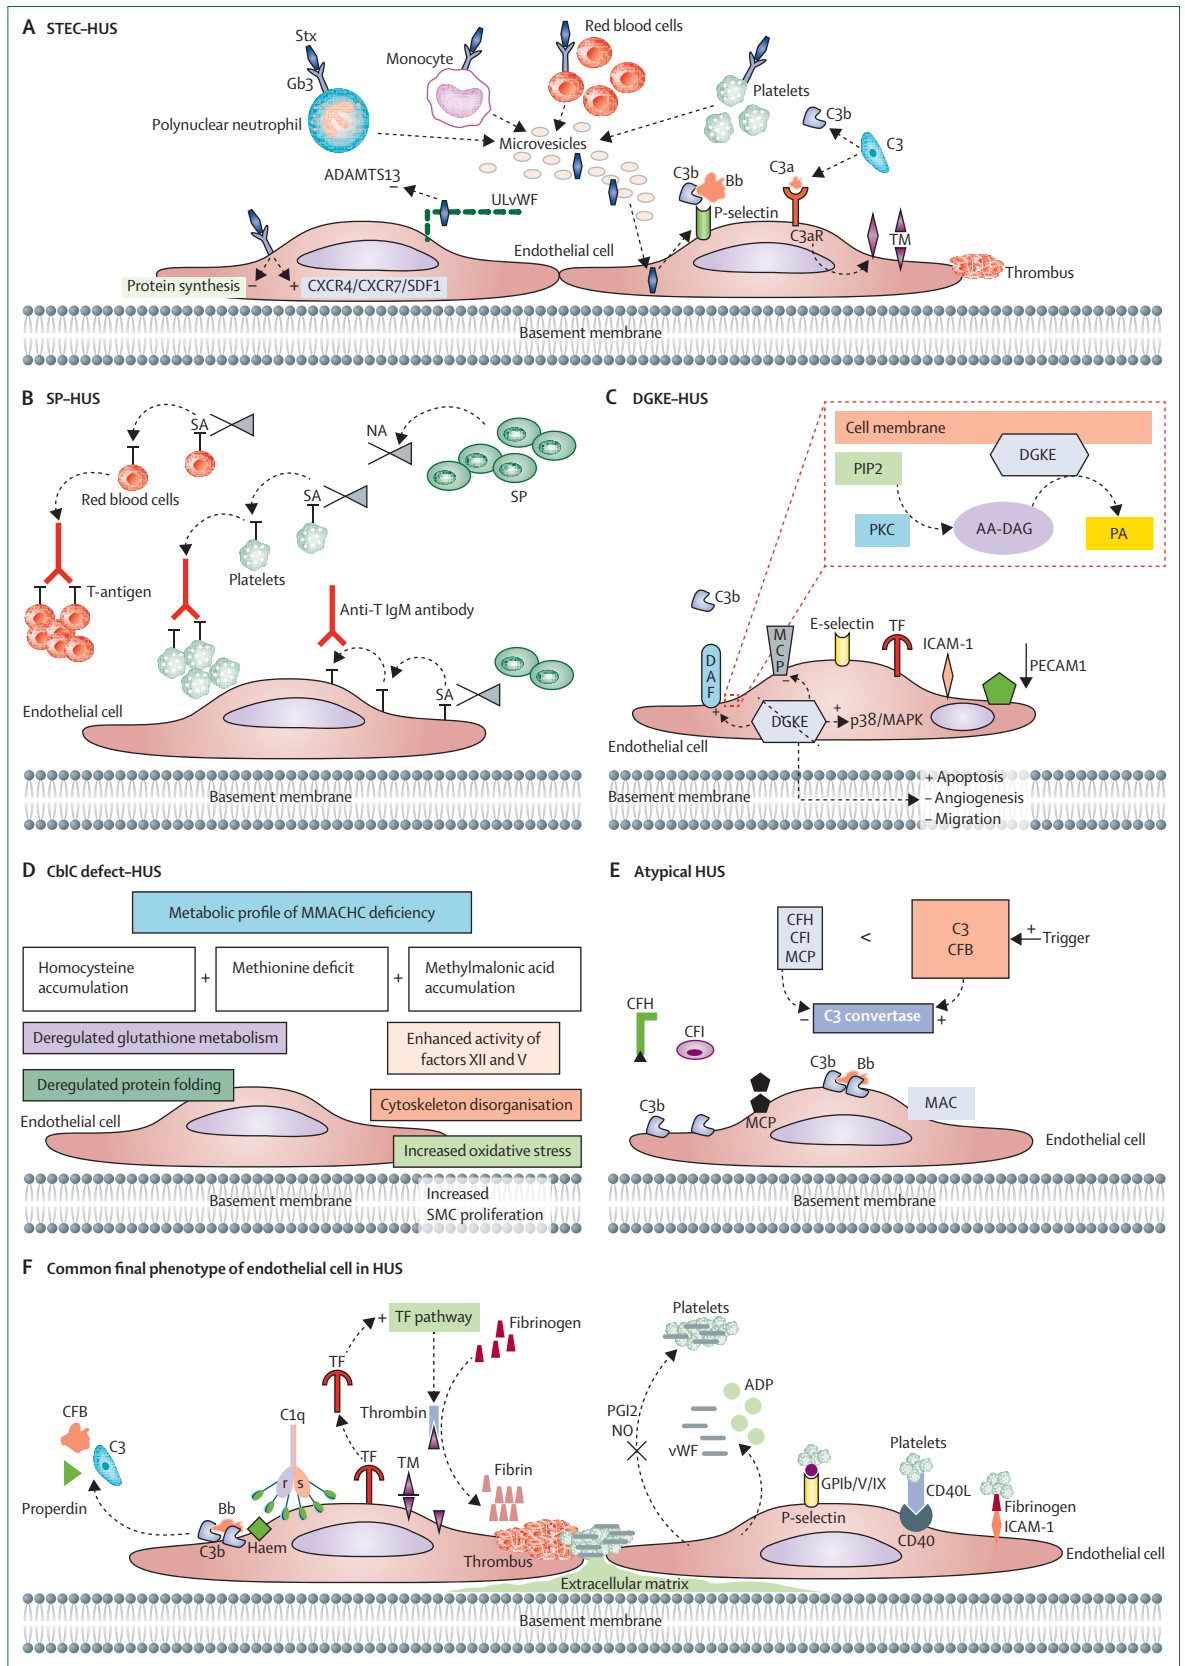 A STEC–HUS
Stx
Gb3
Polynuclear neutrophil
Monocyte
Red blood cells
Platelets
Microvesicles
ADAMTS13
–
ULvWF
C3b
C3
C3a
C3b
Bb
P-selectin
C3aR
TM
Endothelial cell
Thrombus
Protein synthesis
–
+
CXCR4/CXCR7/SDF1
Basement membrane
B SP–HUS
SA
NA
SP
Red blood cells
SA
Platelets
T-antigen
Anti-T IgM antibody
SA
Endothelial cell
Basement membrane
C DGKE–HUS
Cell membrane
DGKE
PIP2
PKC
AA-DAG
PA
C3b
DAF
MCP
E-selectin
TF
ICAM-1
PECAM1
+
–
DGKE
+
p38/MAPK
Endothelial cell
Basement membrane
+ Apoptosis
– Angiogenesis
– Migration
D CblC defect–HUS
Metabolic profile of MMACHC deficiency
Homocysteine
accumulation
+
Methionine deficit
+
Methylmalonic acid
accumulation
Deregulated glutathione metabolism
Enhanced activity of
factors XII and V
Deregulated protein folding
Cytoskeleton disorganisation
Endothelial cell
Increased oxidative stress
Basement membrane
Increased
SMC proliferation
E Atypical HUS
CFH
CFI
MCP
<
C3
CFB
+
Trigger
–
C3 convertase
+
CFH
CFI
C3b
Bb
C3b
MCP
MAC
Endothelial cell
Basement membrane
F Common final phenotype of endothelial cell in HUS
+
TF pathway
Fibrinogen
TF
Thrombin
CFB
C3
Properdin
C1q
r
s
TF
TM
Fibrin
Bb
C3b
Haem
Thrombus
Platelets
PGI2
NO
ADP
vWF
GPIb/V/IX
P-selectin
Platelets
CD40L
CD40
Fibrinogen
ICAM-1
Endothelial cell
Extracellular matrix
Basement membrane